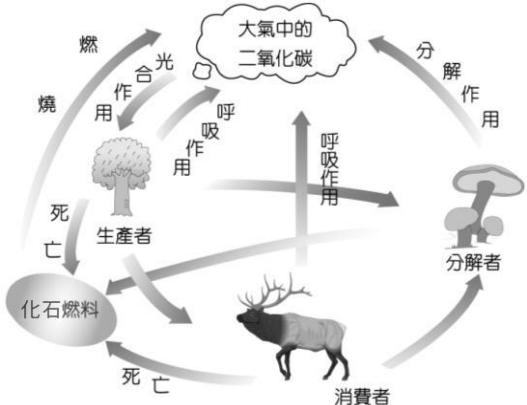 大氣中的
二氧化碳
燃燒
光合作用
呼吸作用
呼吸作用
分解作用
死亡
生產者
分解者
化石燃料
死亡
消費者